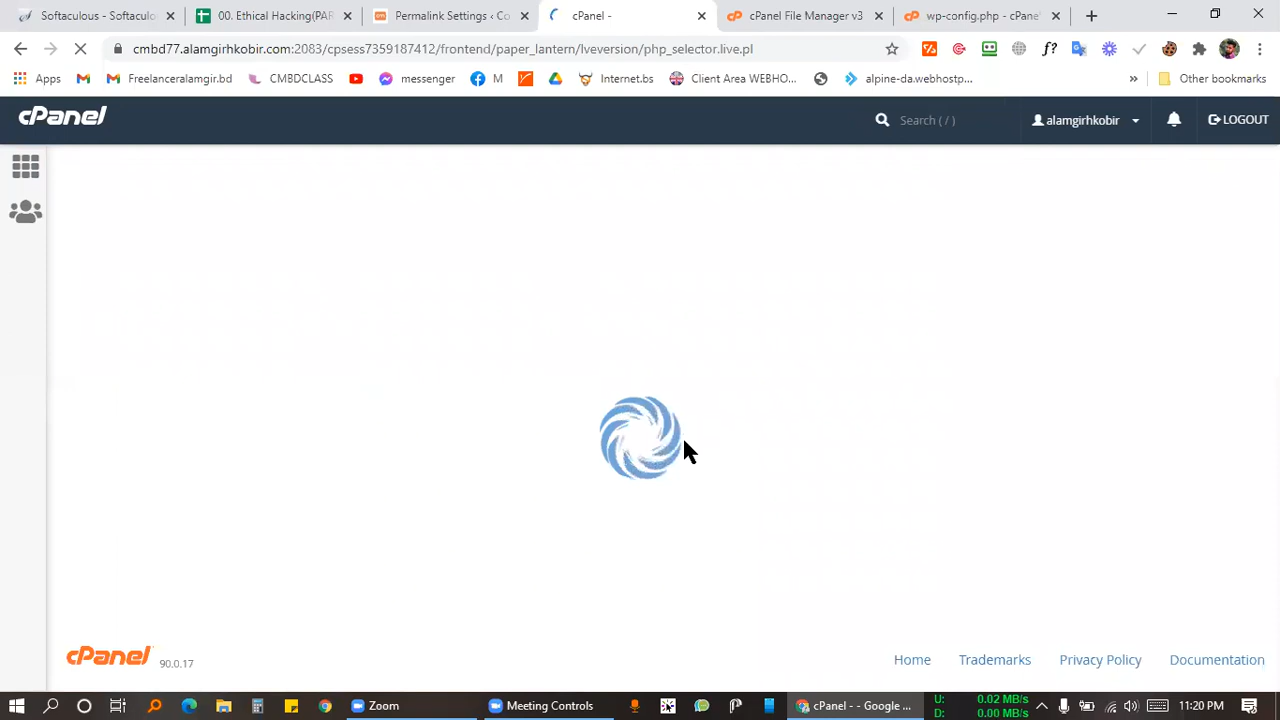 Softaculous - Softaculo
00. Ethical Hacking(PAR
Permalink Settings ‹ Co
cPanel -
cPanel File Manager v3
wp-config.php - cPane
cmbd77.alamgirhkobir.com:2083/cpsess7359187412/frontend/paper_lantern/lveversion/php_selector.live.pl
Apps
Freelanceralamgir.bd
CMBDCLASS
messenger
M
Internet.bs
Client Area WEBHO...
alpine-da.webhostp...
»
Other bookmarks
cPanel
Search ( / )
alamgirhkobir
LOGOUT
cPanel
90.0.17
Home
Trademarks
Privacy Policy
Documentation
Zoom
Meeting Controls
cPanel - - Google ...
U: 0.02 MB/s
D: 0.00 MB/s
11:20 PM